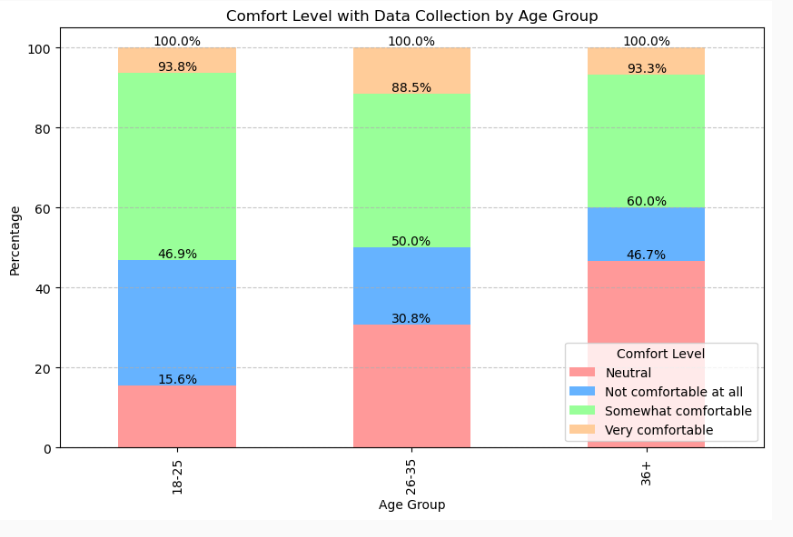 Comfort Level with Data Collection by Age Group
100.0% 100.0% 100.0%
100
93.8% 88.5% 93.3%
80
60
60.0%
46.9% 50.0% 46.7%
40
30.8%
20
15.6%
0
Percentage
Comfort Level
Neutral
Not comfortable at all
Somewhat comfortable
Very comfortable
18-25 26-35 36+
Age Group